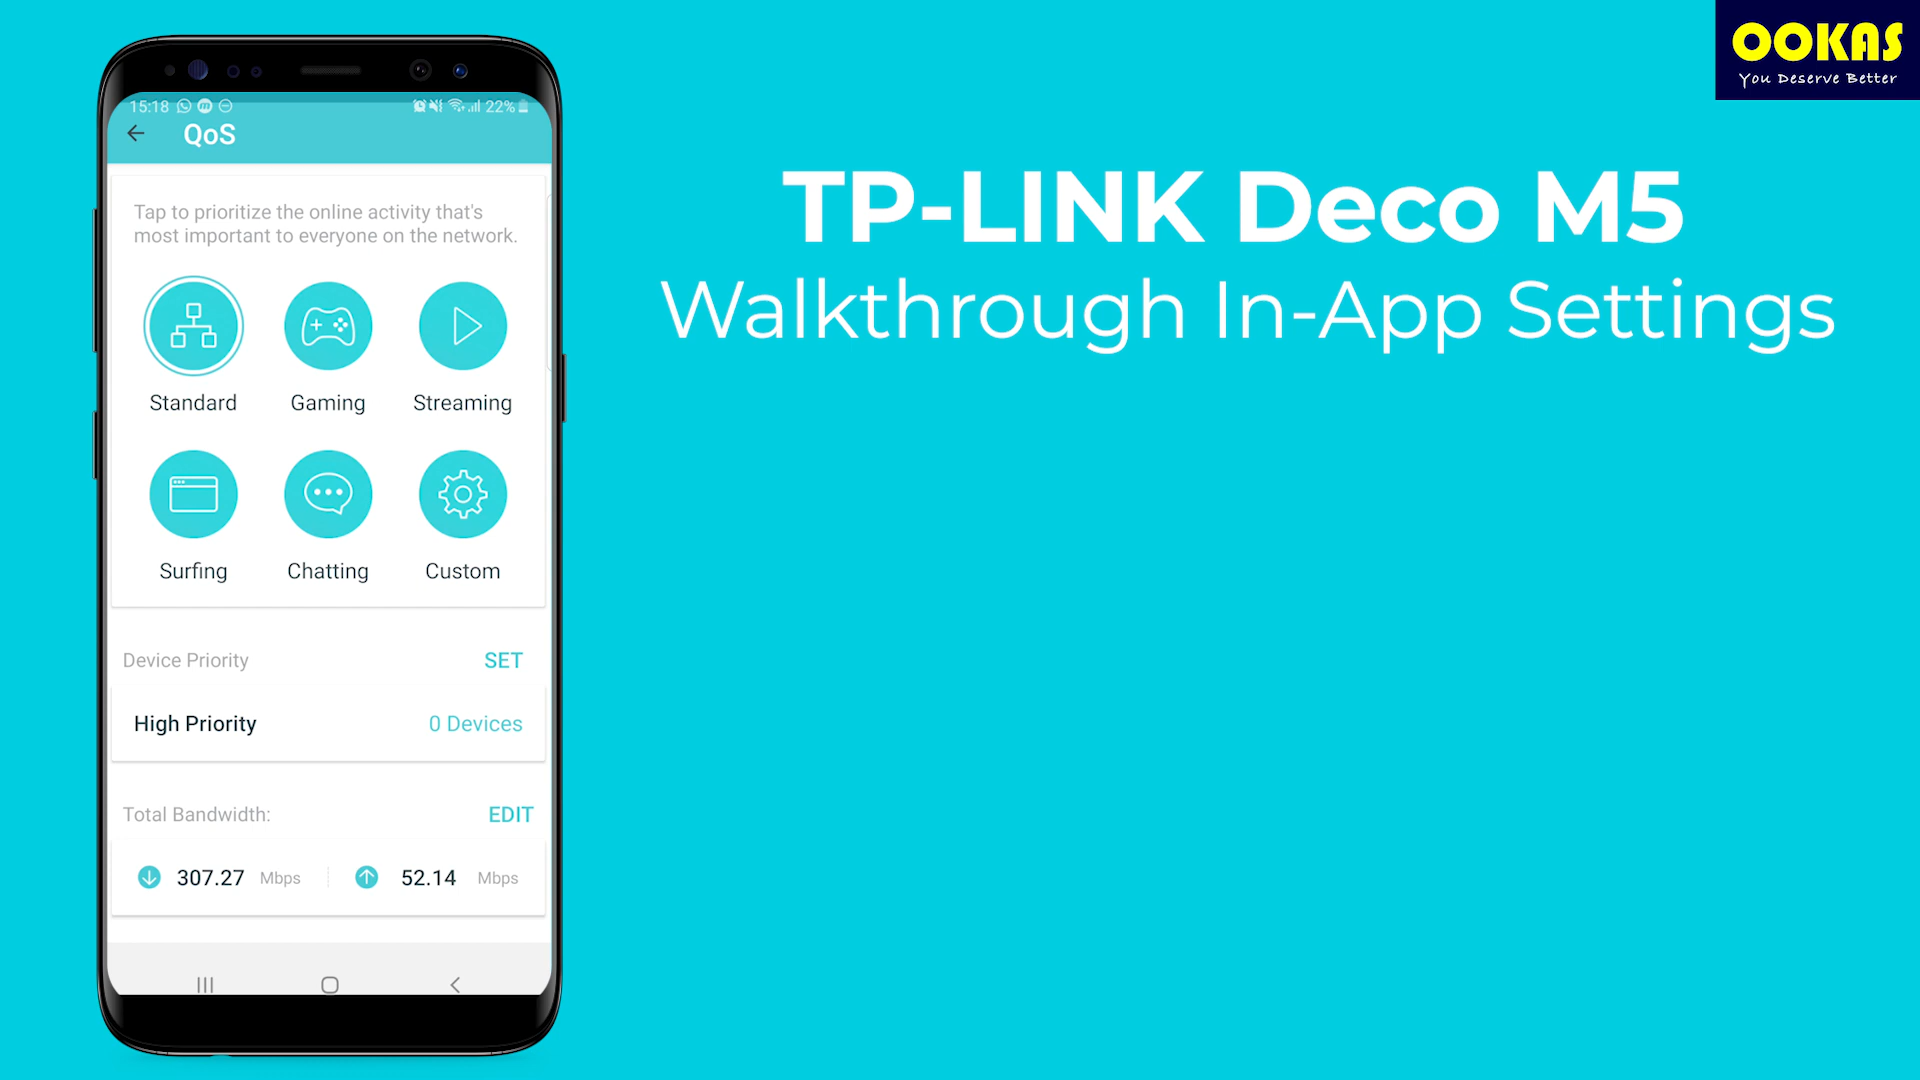 OOKAS
You Deserve Better
15:18
22%
QoS
Tap to prioritize the online activity that's
most important to everyone on the network.
Standard
Gaming
Streaming
Surfing
Chatting
Custom
Device Priority
SET
High Priority
0 Devices
Total Bandwidth:
EDIT
307.27 Mbps
52.14 Mbps
TP-LINK Deco M5
Walkthrough In-App Settings